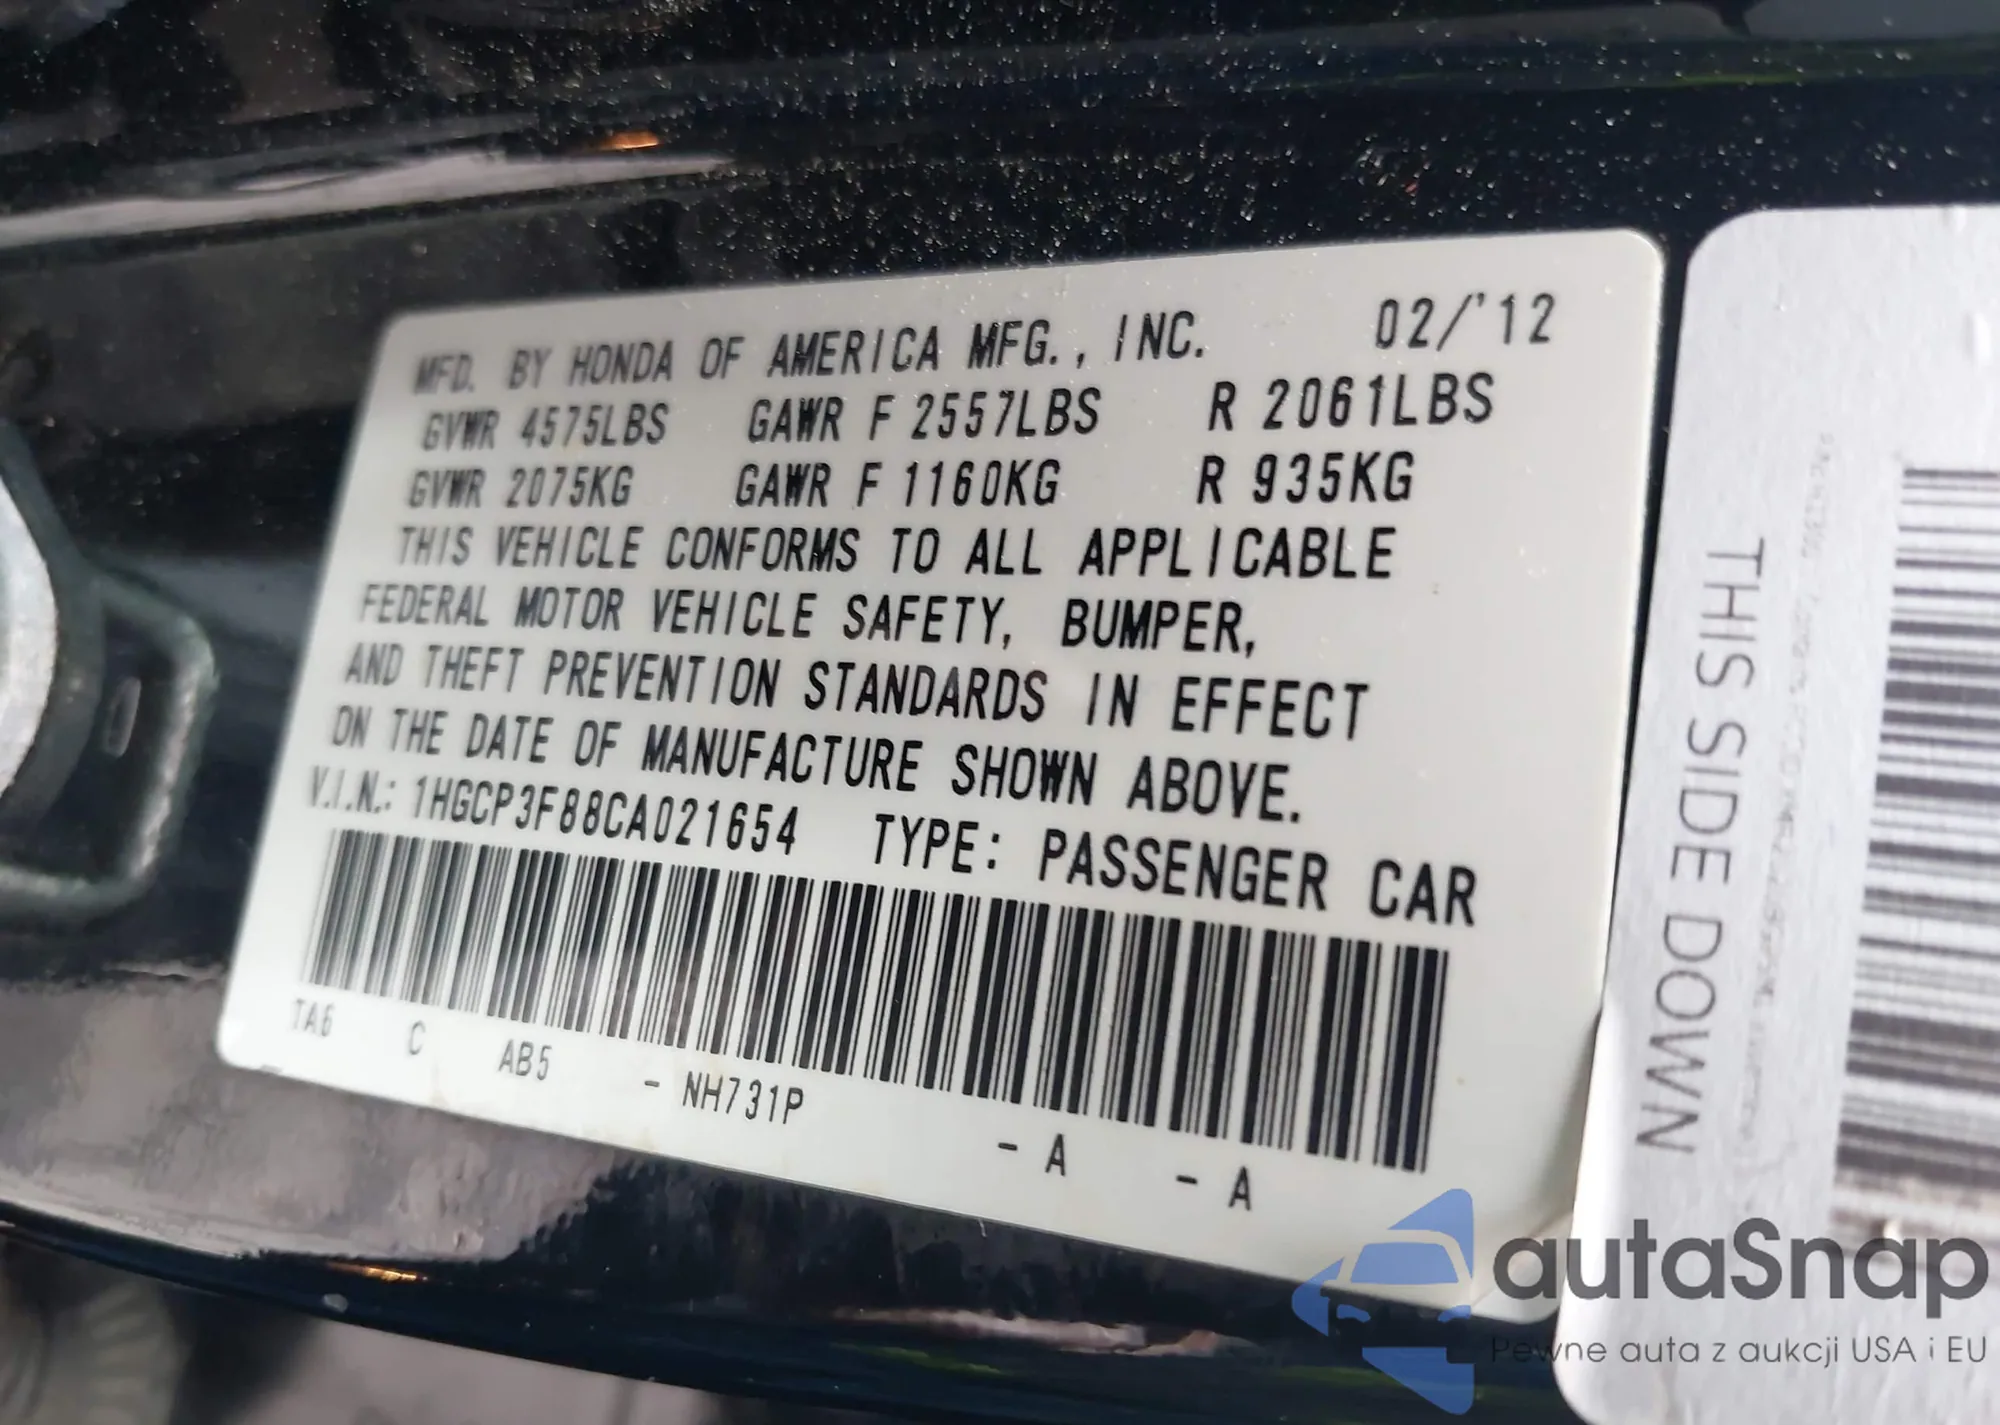 MFD. BY HONDA OF AMERICA MFG., INC. 02/'12
GVWR 4575LBS GAWR F 2557LBS R 2061LBS
GVWR 2075KG GAWR F 1160KG R 935KG
THIS VEHICLE CONFORMS TO ALL APPLICABLE
FEDERAL MOTOR VEHICLE SAFETY, BUMPER,
AND THEFT PREVENTION STANDARDS IN EFFECT
ON THE DATE OF MANUFACTURE SHOWN ABOVE.
V.I.N.: 1HGCP3F88CA021654 TYPE: PASSENGER CAR
TA6 C AB5 - NH731P - A - A
THIS SIDE DOWN
autaSnap
Pewne auta z aukcji USA i EU